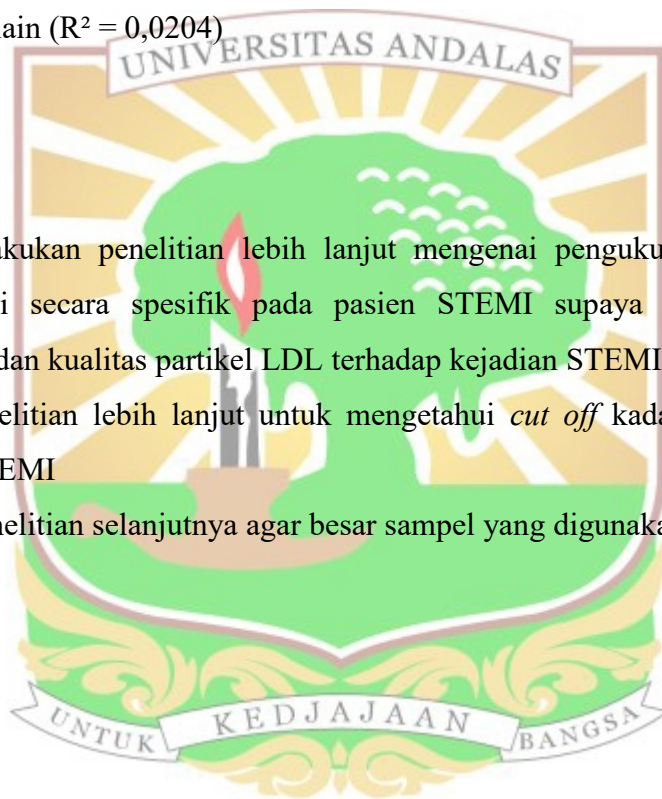 ain (R² = 0,0204)
UNIVERSITAS ANDALAS
akukan penelitian lebih lanjut mengenai penguku
i secara spesifik pada pasien STEMI supaya
dan kualitas partikel LDL terhadap kejadian STEMI
elitian lebih lanjut untuk mengetahui cut off kada
EMI
nelitian selanjutnya agar besar sampel yang digunaka
UNTUK KEDJAJAAN BANGSA